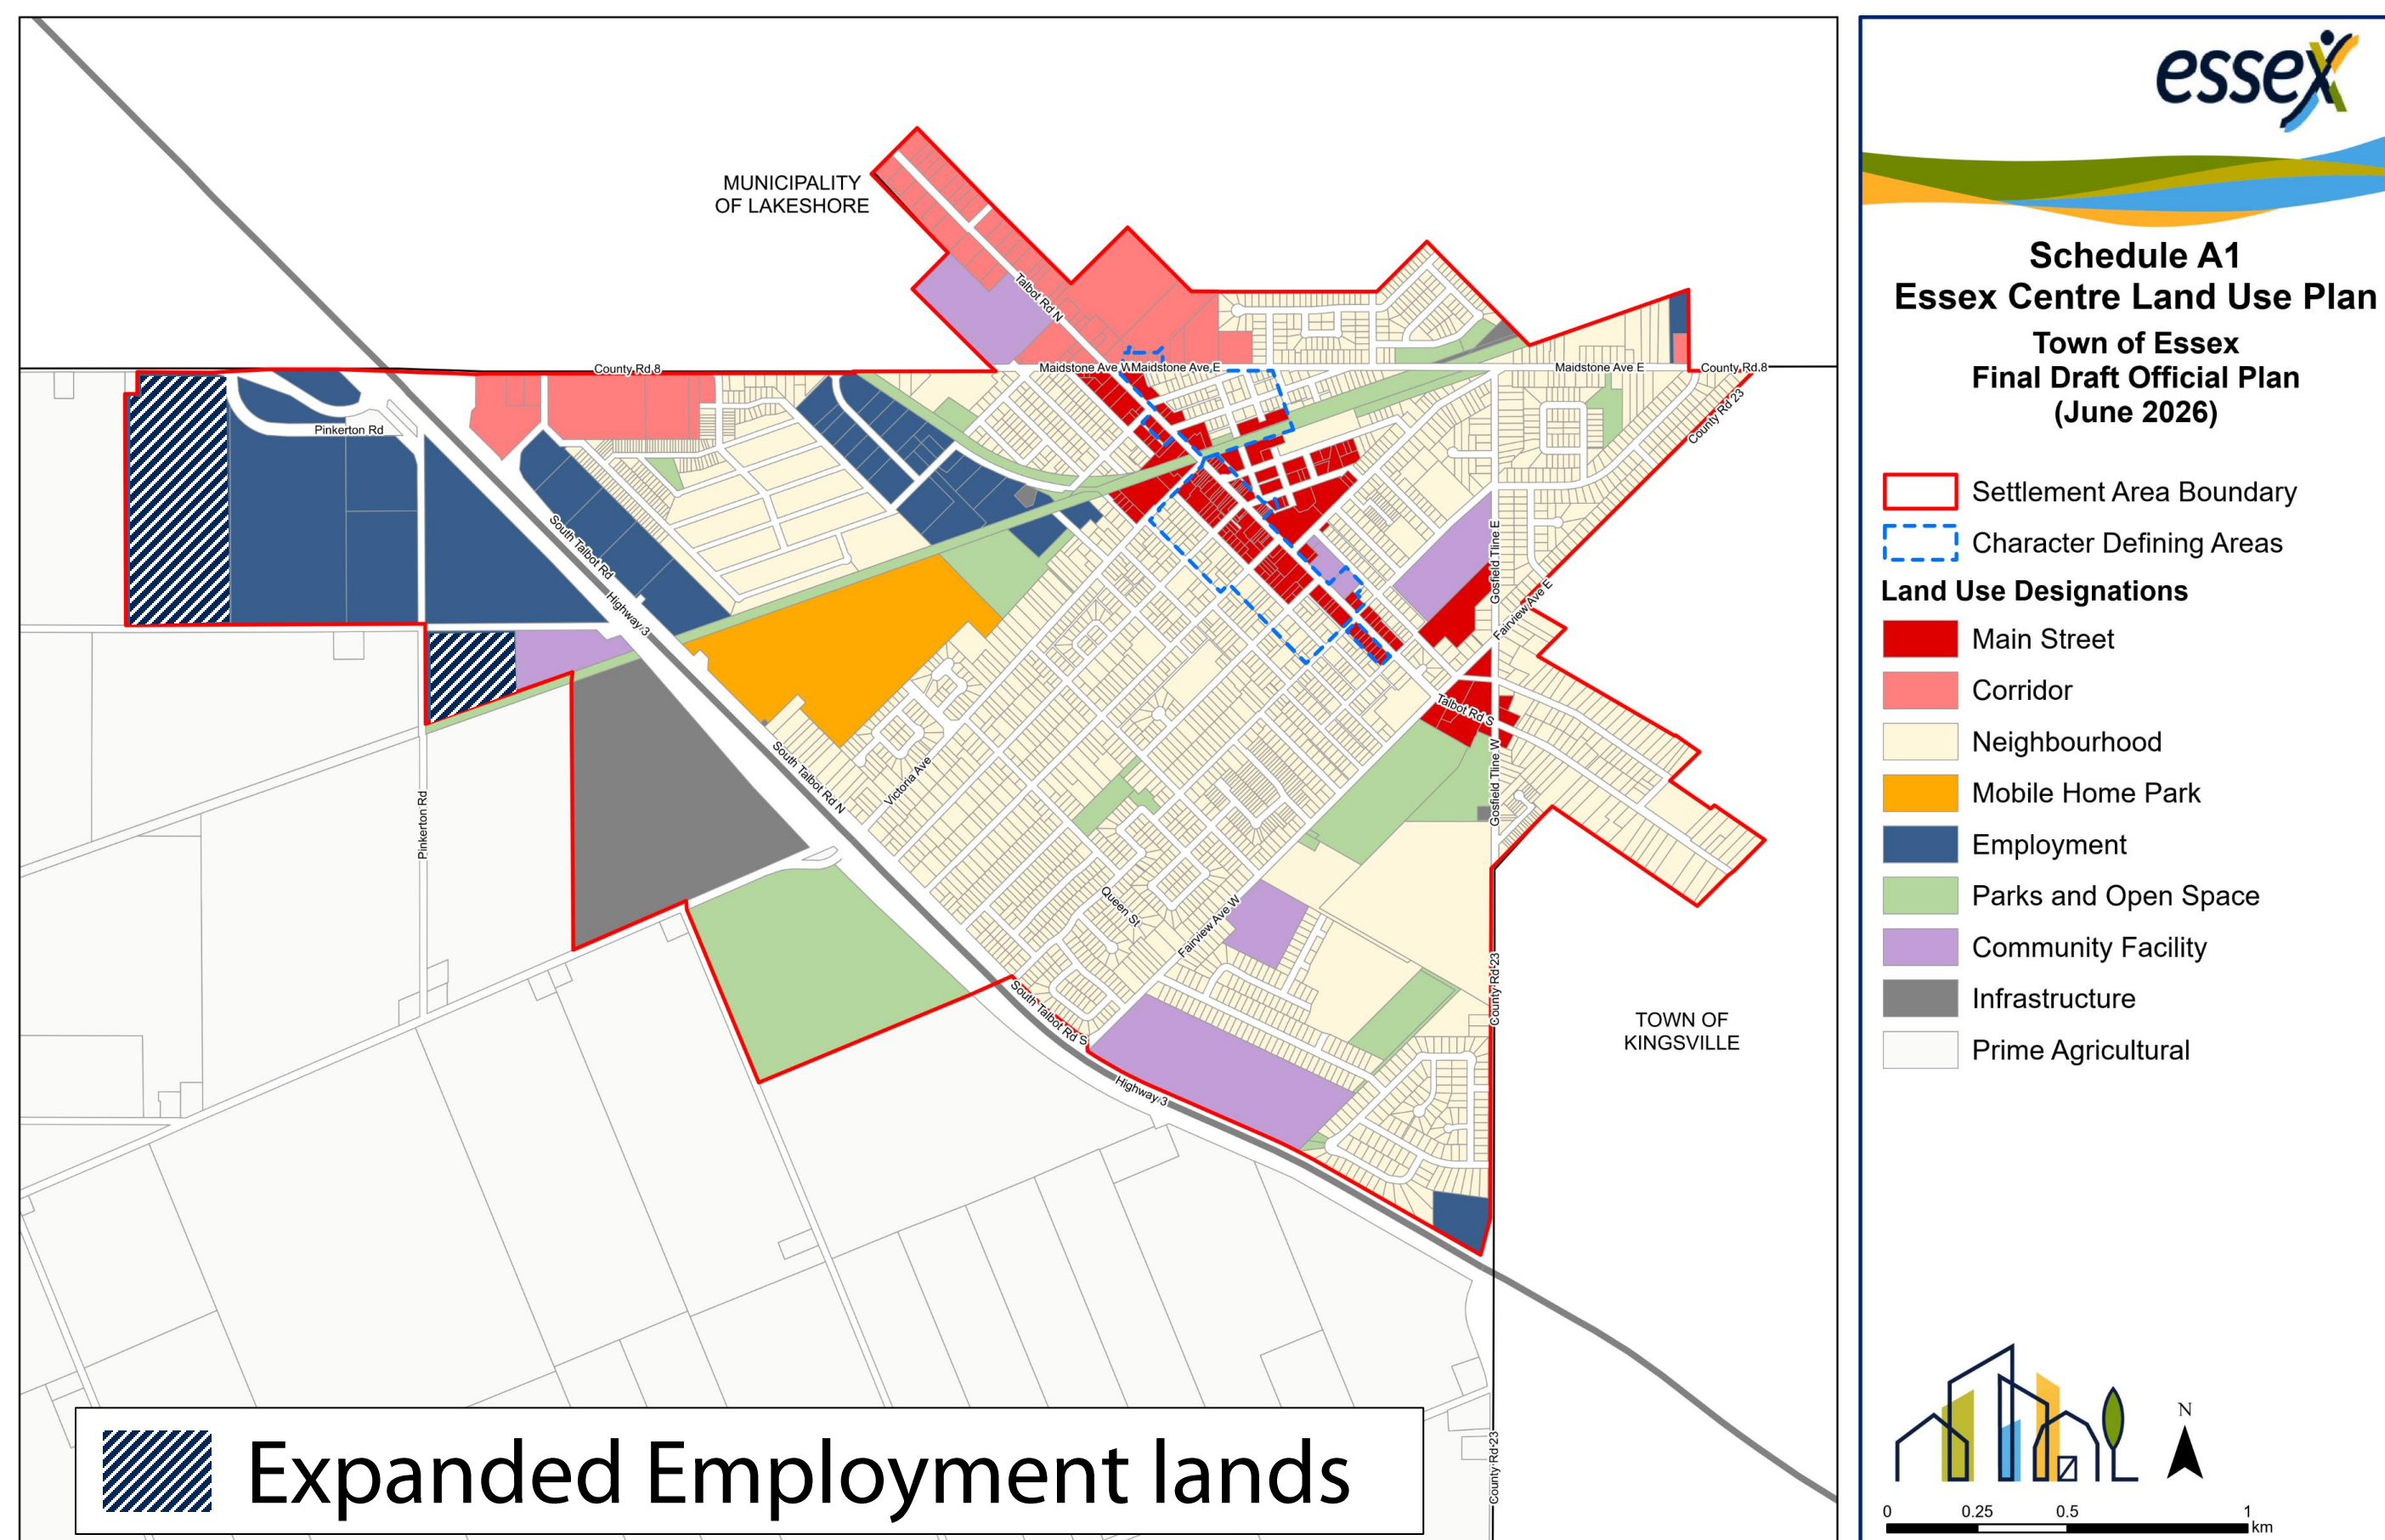 MUNICIPALITY
OF LAKESHORE
Talbot Rd N
County Rd 8
Maidstone Ave W
Maidstone Ave E
Maidstone Ave E
County Rd 8
County Rd 23
Pinkerton Rd
South Talbot Rd
Highway 3
Gosfield Tline E
Fairview Ave E
Talbot Rd S
Gosfield Tline W
South Talbot Rd N
Victoria Ave
Pinkerton Rd
Queen St
Fairview Ave W
County Rd 23
South Talbot Rd S
Highway 3
TOWN OF
KINGSVILLE
County Rd 23
Expanded Employment lands
essex
Schedule A1
Essex Centre Land Use Plan
Town of Essex
Final Draft Official Plan
(June 2026)
Settlement Area Boundary
Character Defining Areas
Land Use Designations
Main Street
Corridor
Neighbourhood
Mobile Home Park
Employment
Parks and Open Space
Community Facility
Infrastructure
Prime Agricultural
N
0 0.25 0.5 1
km